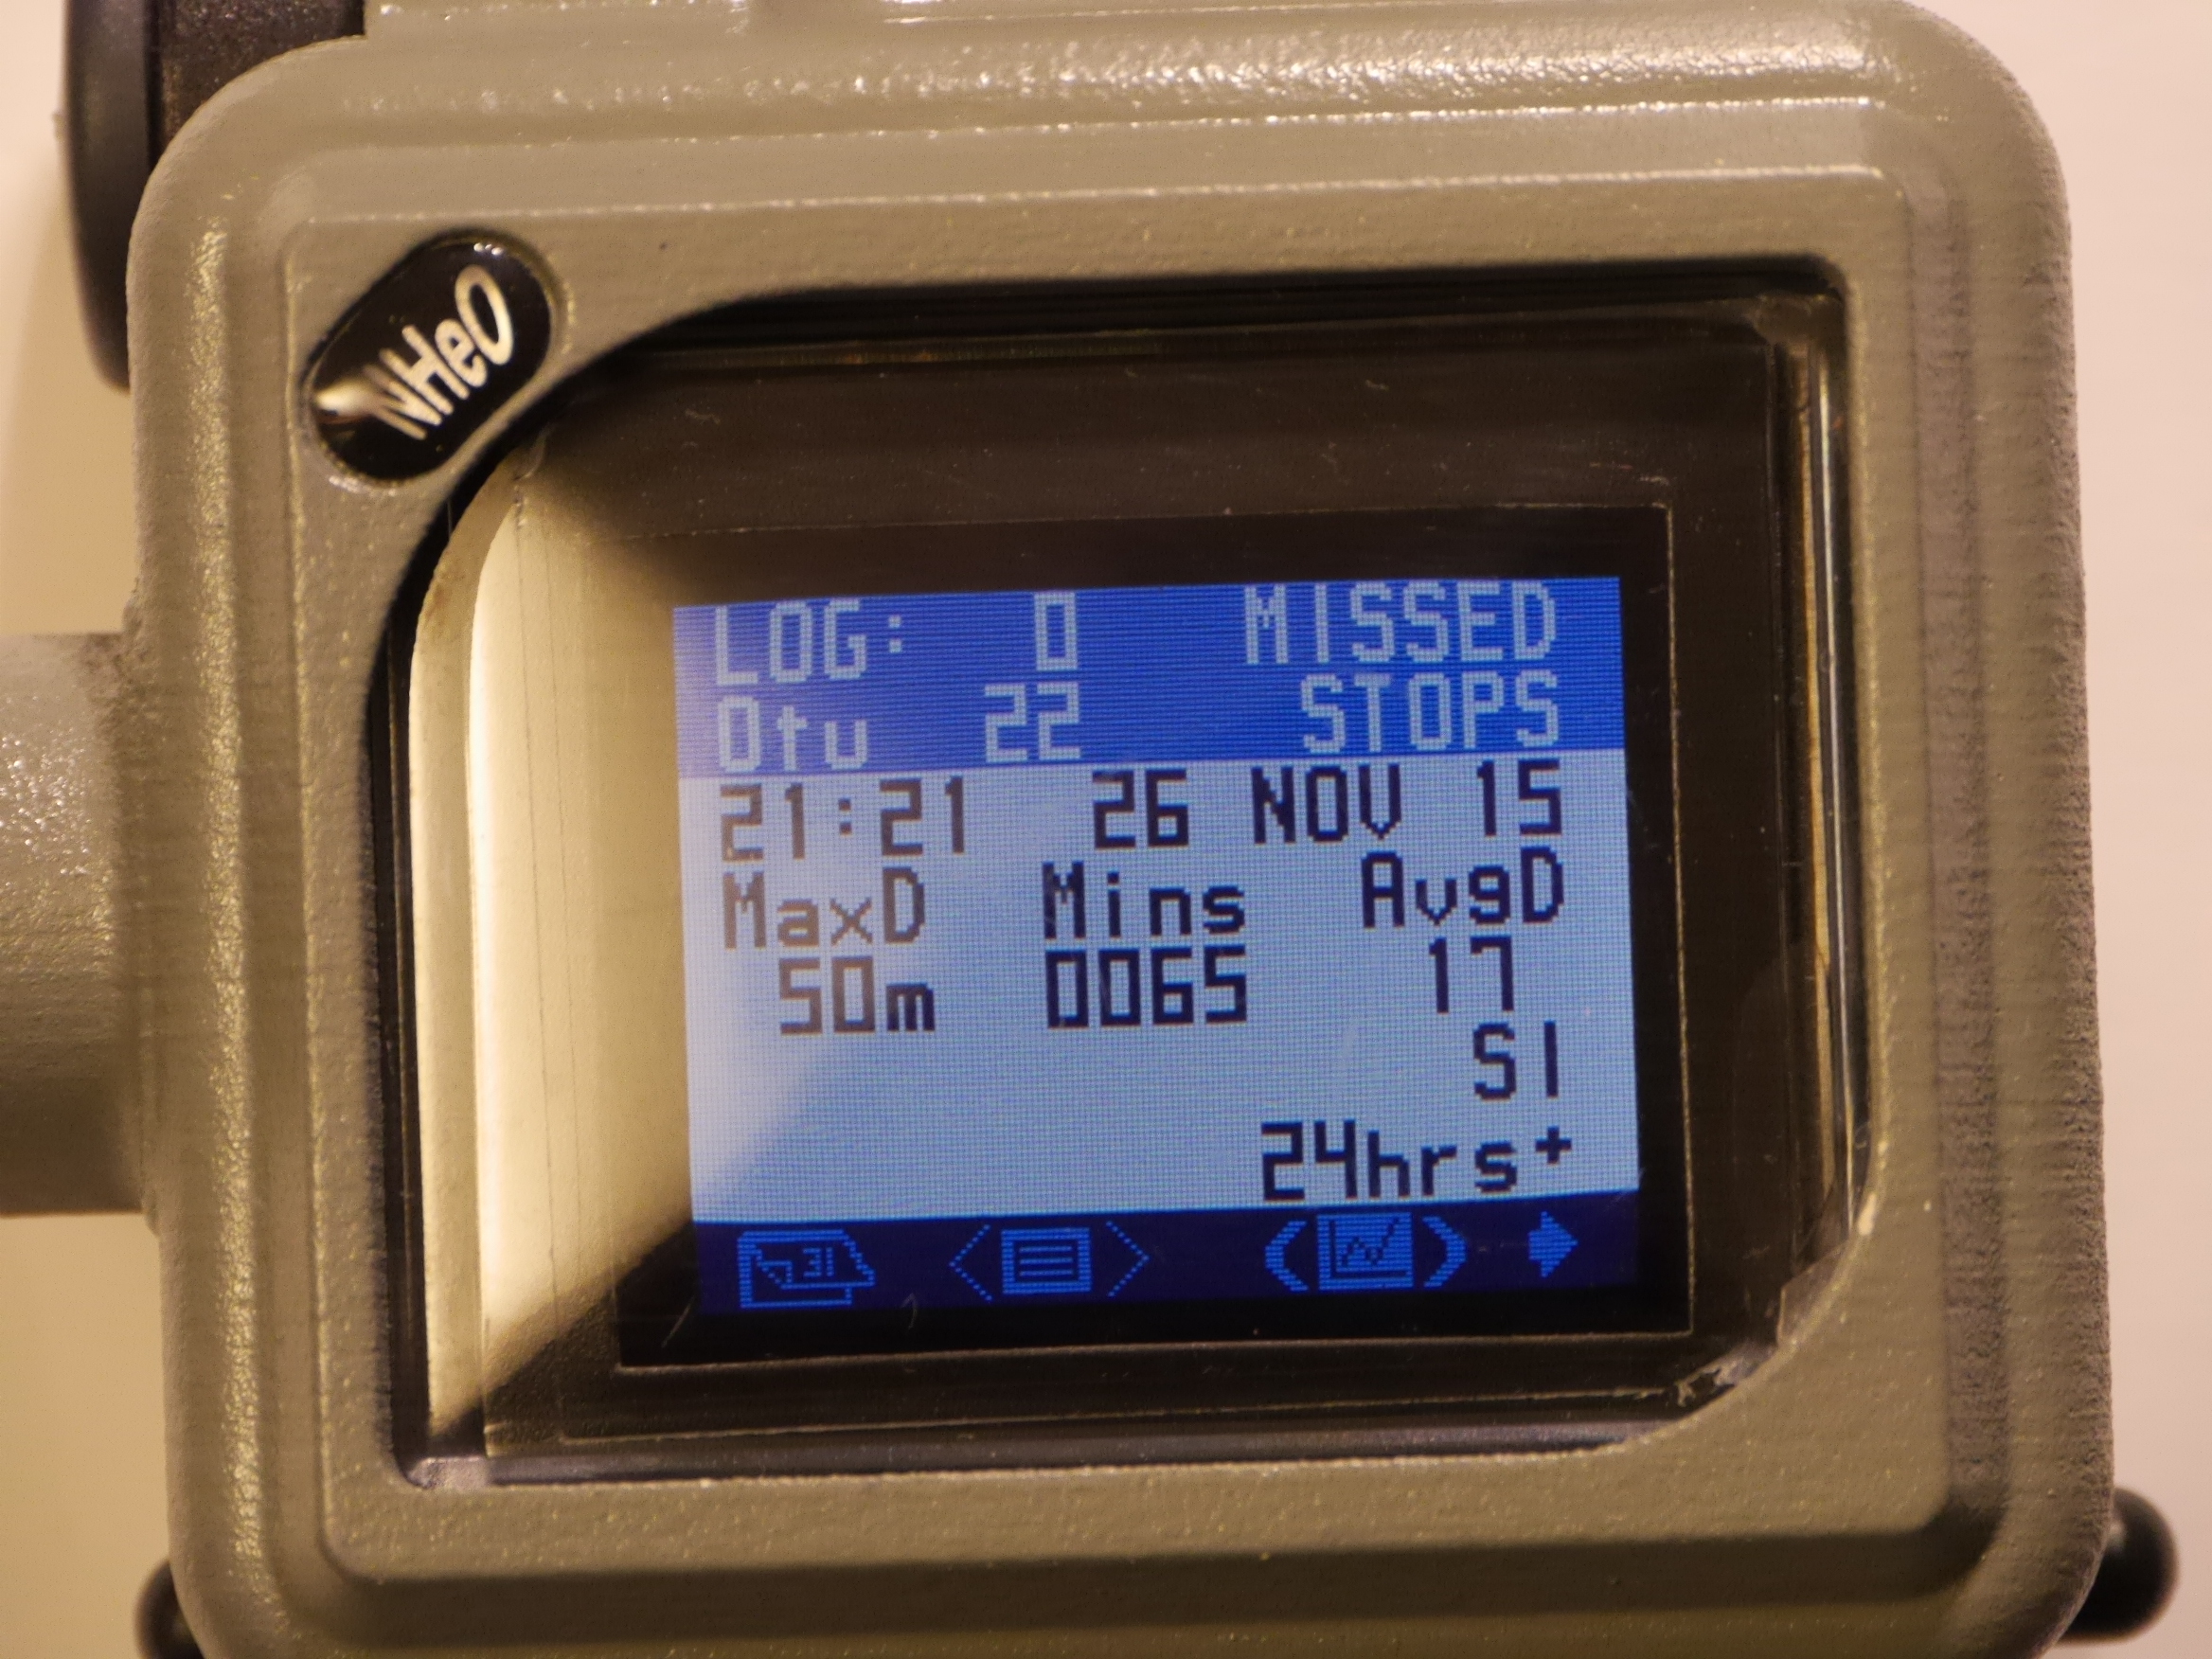 NHeO
LOG: 0 MISSED
Otu 22 STOPS
21:21 26 NOV 15
MaxD Mins AvgD
50m 0065 17
SI
24hrs+
31